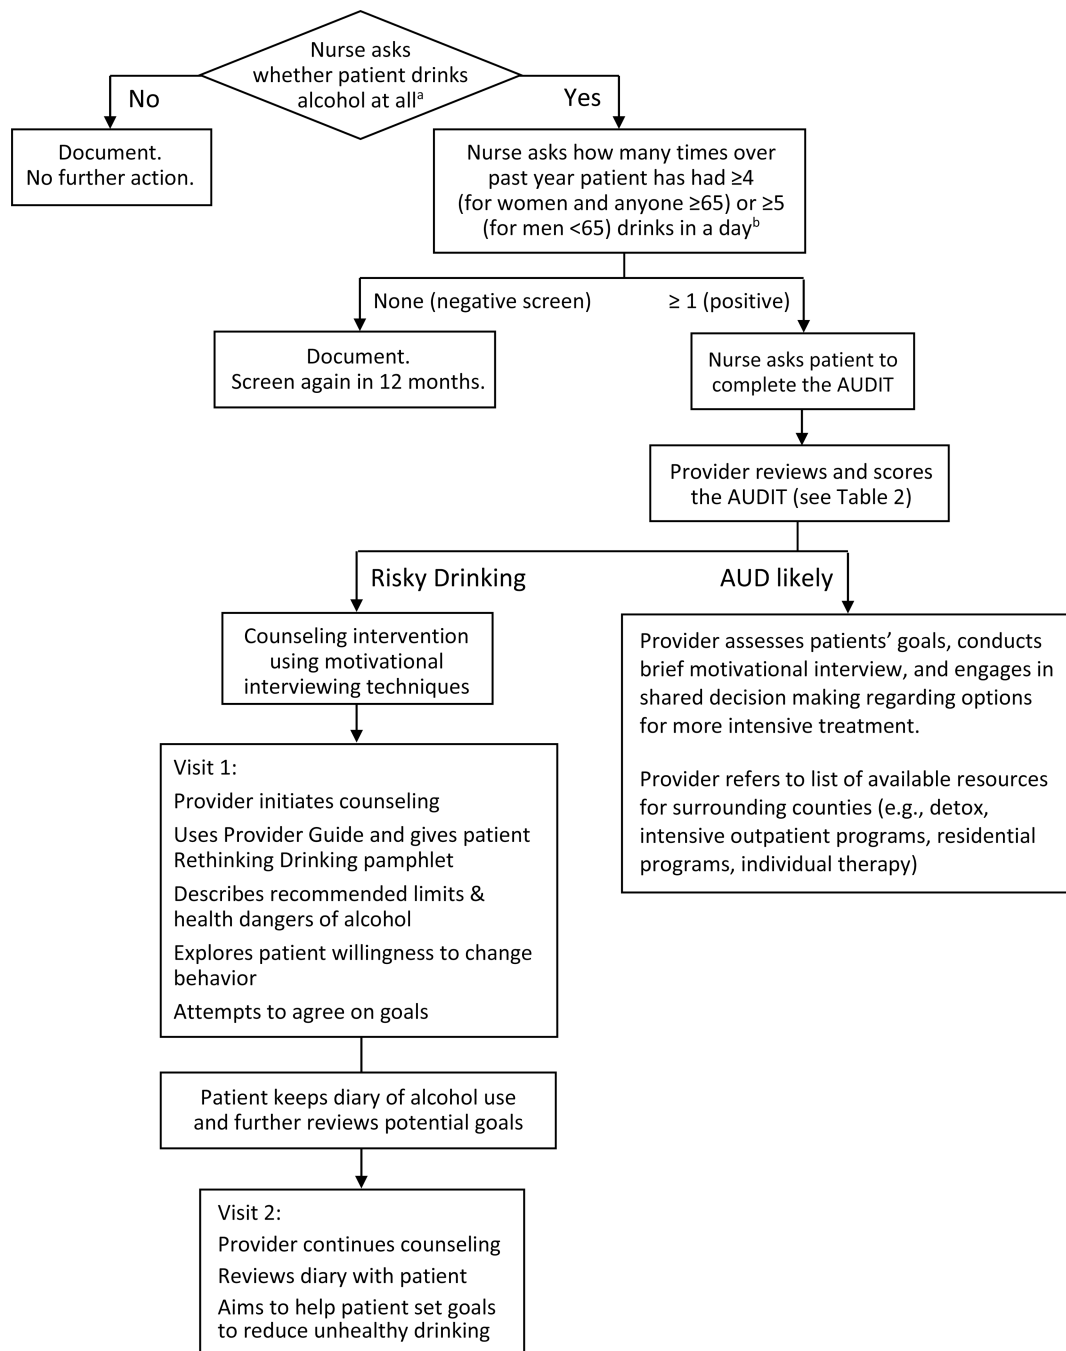 Nurse asks
whether patient drinks
alcohol at allᵃ
No
Yes
Document.
No further action.
Nurse asks how many times over
past year patient has had ≥4
(for women and anyone ≥65) or ≥5
(for men <65) drinks in a dayᵇ
None (negative screen)
≥ 1 (positive)
Document.
Screen again in 12 months.
Nurse asks patient to
complete the AUDIT
Provider reviews and scores
the AUDIT (see Table 2)
Risky Drinking
AUD likely
Counseling intervention
using motivational
interviewing techniques
Provider assesses patients’ goals, conducts
brief motivational interview, and engages in
shared decision making regarding options
for more intensive treatment.
Provider refers to list of available resources
for surrounding counties (e.g., detox,
intensive outpatient programs, residential
programs, individual therapy)
Visit 1:
Provider initiates counseling
Uses Provider Guide and gives patient
Rethinking Drinking pamphlet
Describes recommended limits &
health dangers of alcohol
Explores patient willingness to change
behavior
Attempts to agree on goals
Patient keeps diary of alcohol use
and further reviews potential goals
Visit 2:
Provider continues counseling
Reviews diary with patient
Aims to help patient set goals
to reduce unhealthy drinking